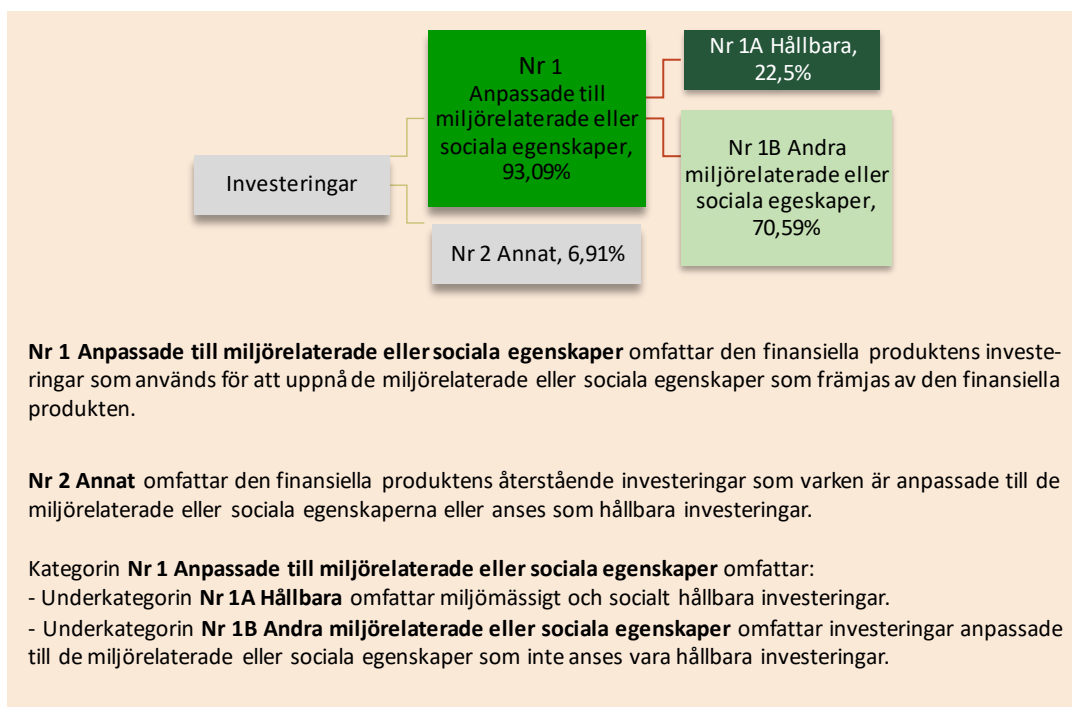 Investeringar
Nr 1
Anpassade till
miljörelaterade eller
sociala egenskaper,
93,09%
Nr 2 Annat, 6,91%
Nr 1A Hållbara,
22,5%
Nr 1B Andra
miljörelaterade eller
sociala egeskaper,
70,59%
Nr 1 Anpassade till miljörelaterade eller sociala egenskaper omfattar den finansiella produktens investe-
ringar som används för att uppnå de miljörelaterade eller sociala egenskaper som främjas av den finansiella
produkten.
Nr 2 Annat omfattar den finansiella produktens återstående investeringar som varken är anpassade till de
miljörelaterade eller sociala egenskaperna eller anses som hållbara investeringar.
Kategorin Nr 1 Anpassade till miljörelaterade eller sociala egenskaper omfattar:
- Underkategorin Nr 1A Hållbara omfattar miljömässigt och socialt hållbara investeringar.
- Underkategorin Nr 1B Andra miljörelaterade eller sociala egenskaper omfattar investeringar anpassade
till de miljörelaterade eller sociala egenskaper som inte anses vara hållbara investeringar.